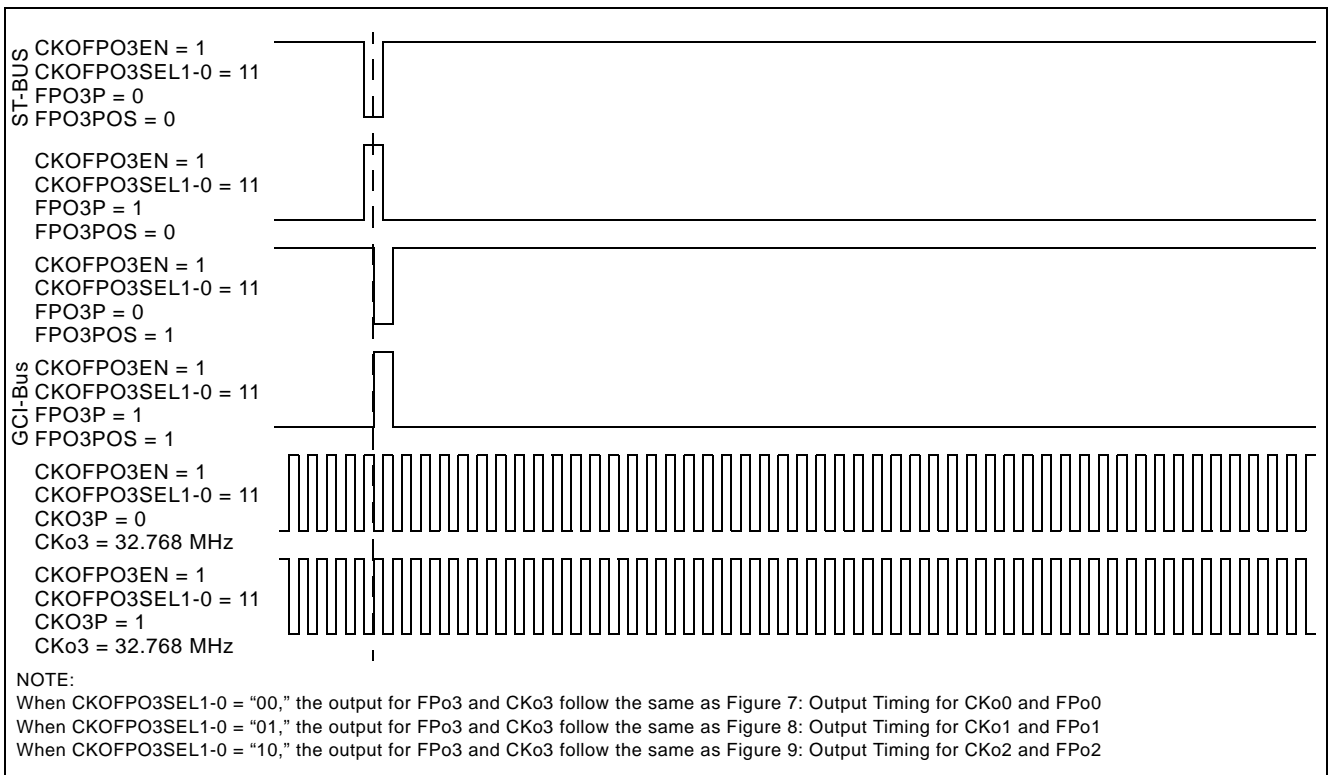 ST-BUS
CKOFPO3EN = 1
CKOFPO3SEL1-0 = 11
FPO3P = 0
FPO3POS = 0
CKOFPO3EN = 1
CKOFPO3SEL1-0 = 11
FPO3P = 1
FPO3POS = 0
CKOFPO3EN = 1
CKOFPO3SEL1-0 = 11
FPO3P = 0
FPO3POS = 1
GCI-Bus
CKOFPO3EN = 1
CKOFPO3SEL1-0 = 11
FPO3P = 1
FPO3POS = 1
CKOFPO3EN = 1
CKOFPO3SEL1-0 = 11
CKO3P = 0
CKo3 = 32.768 MHz
CKOFPO3EN = 1
CKOFPO3SEL1-0 = 11
CKO3P = 1
CKo3 = 32.768 MHz
NOTE:
When CKOFPO3SEL1-0 = “00,” the output for FPo3 and CKo3 follow the same as Figure 7: Output Timing for CKo0 and FPo0
When CKOFPO3SEL1-0 = “01,” the output for FPo3 and CKo3 follow the same as Figure 8: Output Timing for CKo1 and FPo1
When CKOFPO3SEL1-0 = “10,” the output for FPo3 and CKo3 follow the same as Figure 9: Output Timing for CKo2 and FPo2